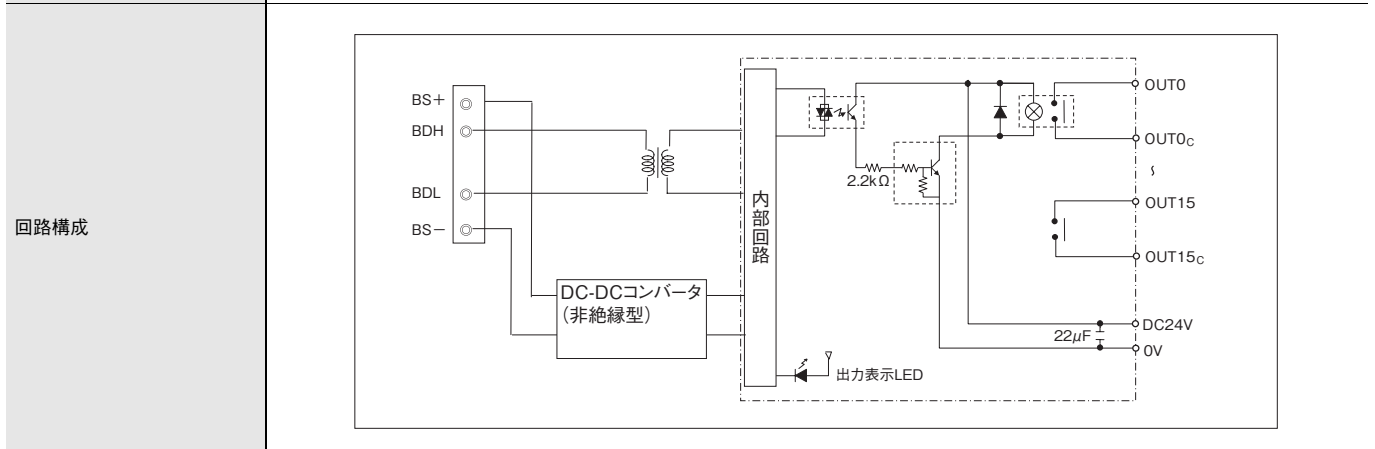 回路構成
BS＋
BDH
BDL
BS－
DC-DCコンバータ
(非絶縁型)
内部回路
2.2kΩ
出力表示LED
OUT0
OUT0c
～
OUT15
OUT15c
22μF
DC24V
0V